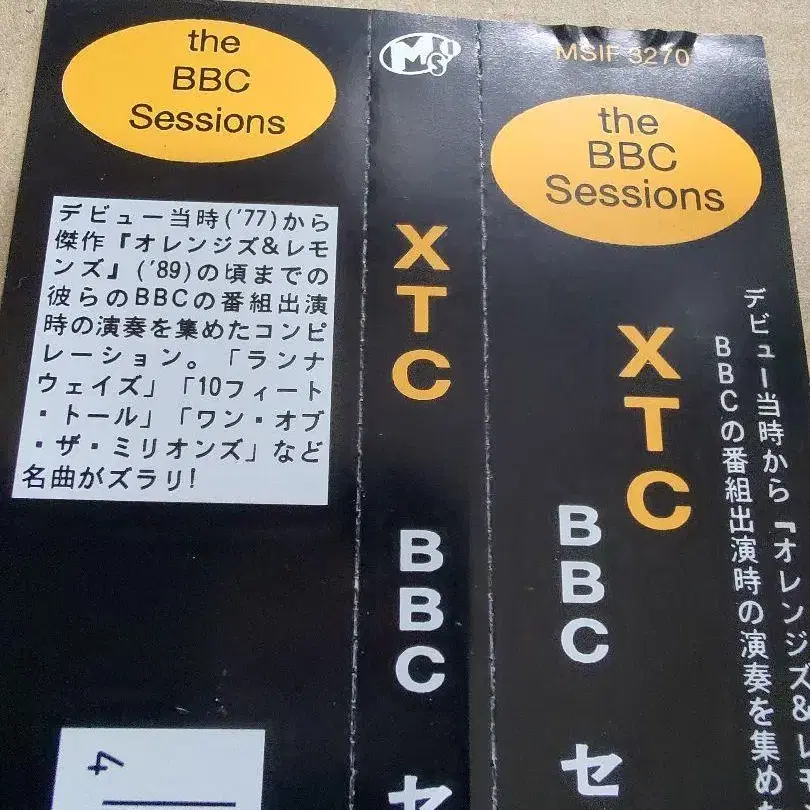 the
BBC
Sessions
デビュー当時('77)から
傑作『オレンジズ&レモ
ンズ』('89)の頃までの
彼らのBBCの番組出演
時の演奏を集めたコンピ
レーション。「ランナ
ウェイズ」「10フィート
・トール」「ワン・オブ
・ザ・ミリオンズ」など
名曲がズラリ!
4
MSI
XTC
BBC セ
MSIF 3270
the
BBC
Sessions
XTC
BBC セ
デビュー当時から『オレンジズ&レモ
BBCの番組出演時の演奏を集め